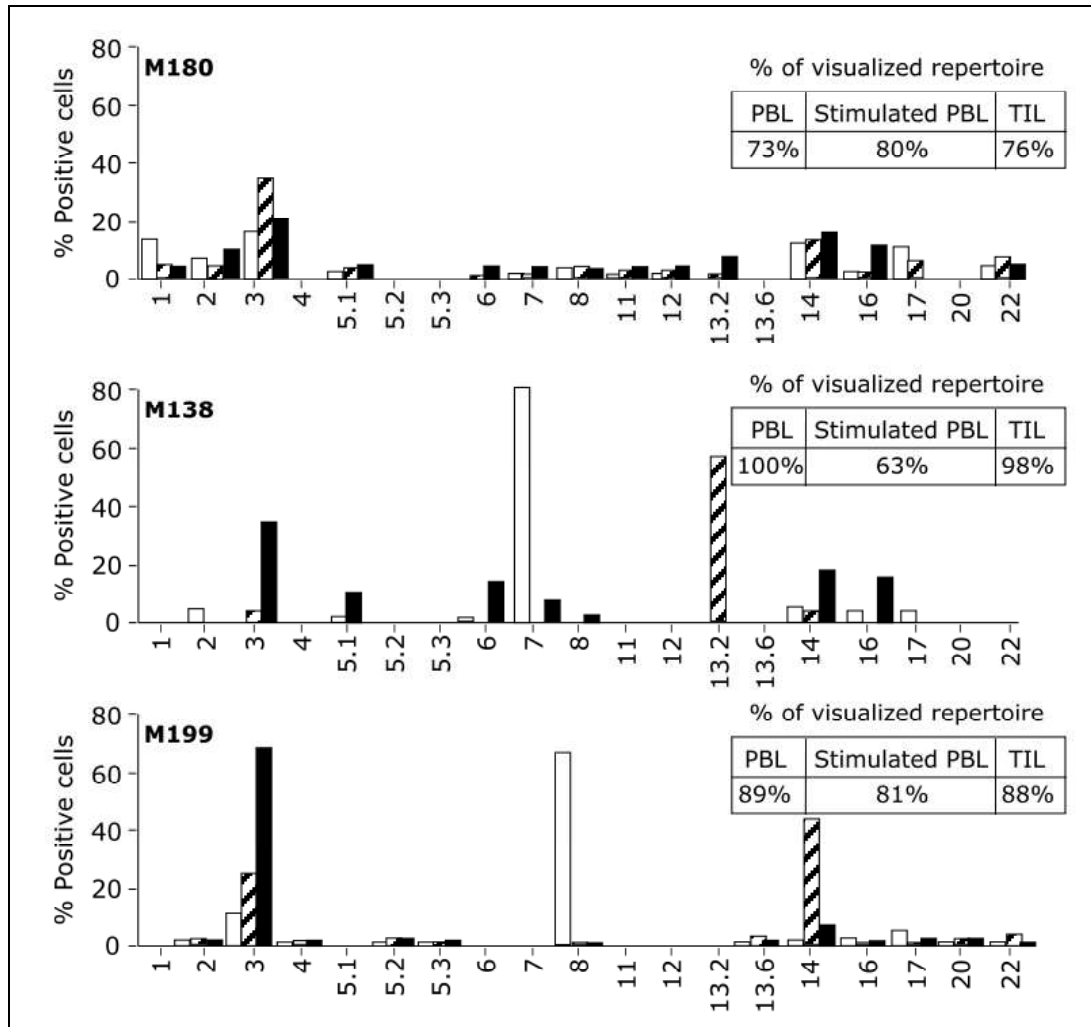 80
60
40
20
0
% Positive cells
M180
% of visualized repertoire
PBL Stimulated PBL TIL
73% 80% 76%
1 2 3 4 5.1 5.2 5.3 6 7 8 11 12 13.2 13.6 14 16 17 20 22
80
60
40
20
0
% Positive cells
M138
% of visualized repertoire
PBL Stimulated PBL TIL
100% 63% 98%
1 2 3 4 5.1 5.2 5.3 6 7 8 11 12 13.2 13.6 14 16 17 20 22
80
60
40
20
0
% Positive cells
M199
% of visualized repertoire
PBL Stimulated PBL TIL
89% 81% 88%
1 2 3 4 5.1 5.2 5.3 6 7 8 11 12 13.2 13.6 14 16 17 20 22